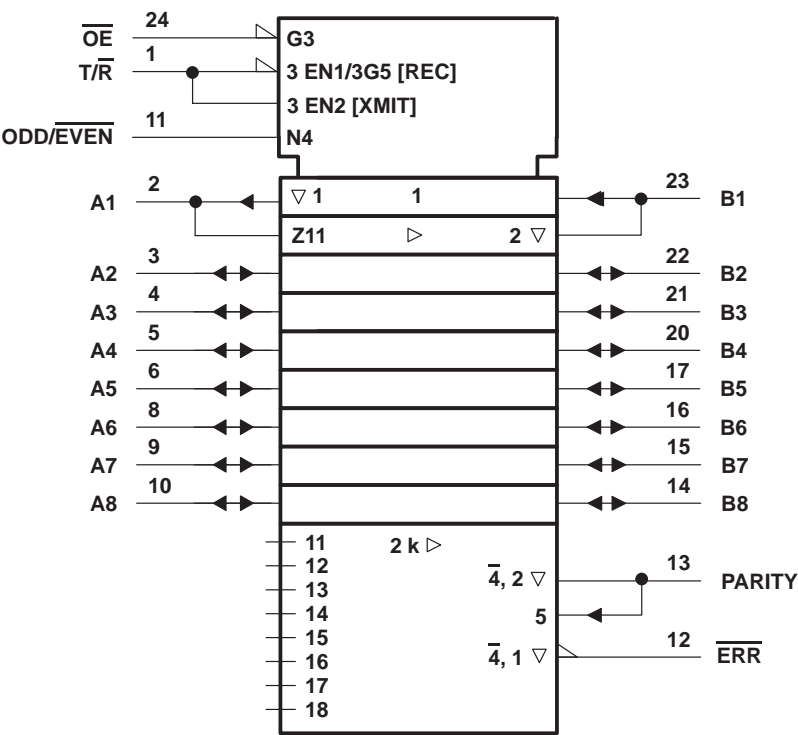 O̅E̅ 24 G3
T/R̅ 1 3 EN1/3G5 [REC]
3 EN2 [XMIT]
ODD/E̅V̅E̅N̅ 11 N4
A1 2 ▽ 1 1 23 B1
Z11 ▷ 2 ▽
A2 3 22 B2
A3 4 21 B3
A4 5 20 B4
A5 6 17 B5
A6 8 16 B6
A7 9 15 B7
A8 10 14 B8
11 2 k ▷
12
4̅, 2 ▽ 13 PARITY
13
14 5
15
16 4̅, 1 ▽ 12 E̅R̅R̅
17
18